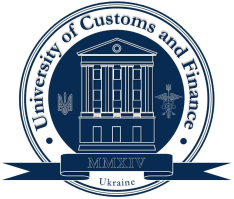 University of Customs and Finance
MMXIV
Ukraine